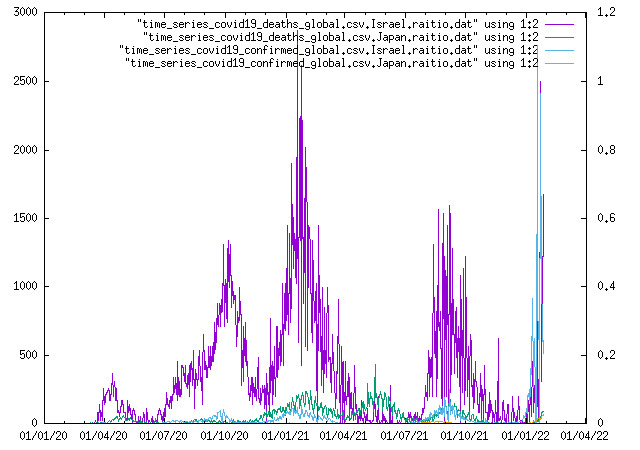 3000
2500
2000
1500
1000
500
0
"time_series_covid19_deaths_global.csv.Israel.raitio.dat" using 1:2
"time_series_covid19_deaths_global.csv.Japan.raitio.dat" using 1:2
"time_series_covid19_confirmed_global.csv.Israel.raitio.dat" using 1:2
"time_series_covid19_confirmed_global.csv.Japan.raitio.dat" using 1:2
1.2
1
0.8
0.6
0.4
0.2
0
01/01/20 01/04/20 01/07/20 01/10/20 01/01/21 01/04/21 01/07/21 01/10/21 01/01/22 01/04/22